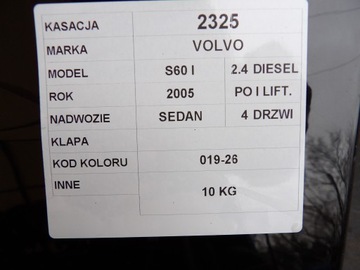 KASACJA 2325
MARKA VOLVO
MODEL S60 I 2.4 DIESEL
ROK 2005 PO I LIFT.
NADWOZIE SEDAN 4 DRZWI
KLAPA
KOD KOLORU 019-26
INNE 10 KG